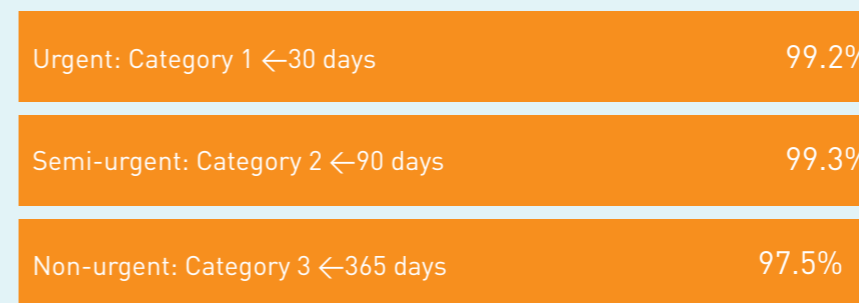 Urgent: Category 1 ←30 days 99.2%
Semi-urgent: Category 2 ←90 days 99.3%
Non-urgent: Category 3 ←365 days 97.5%